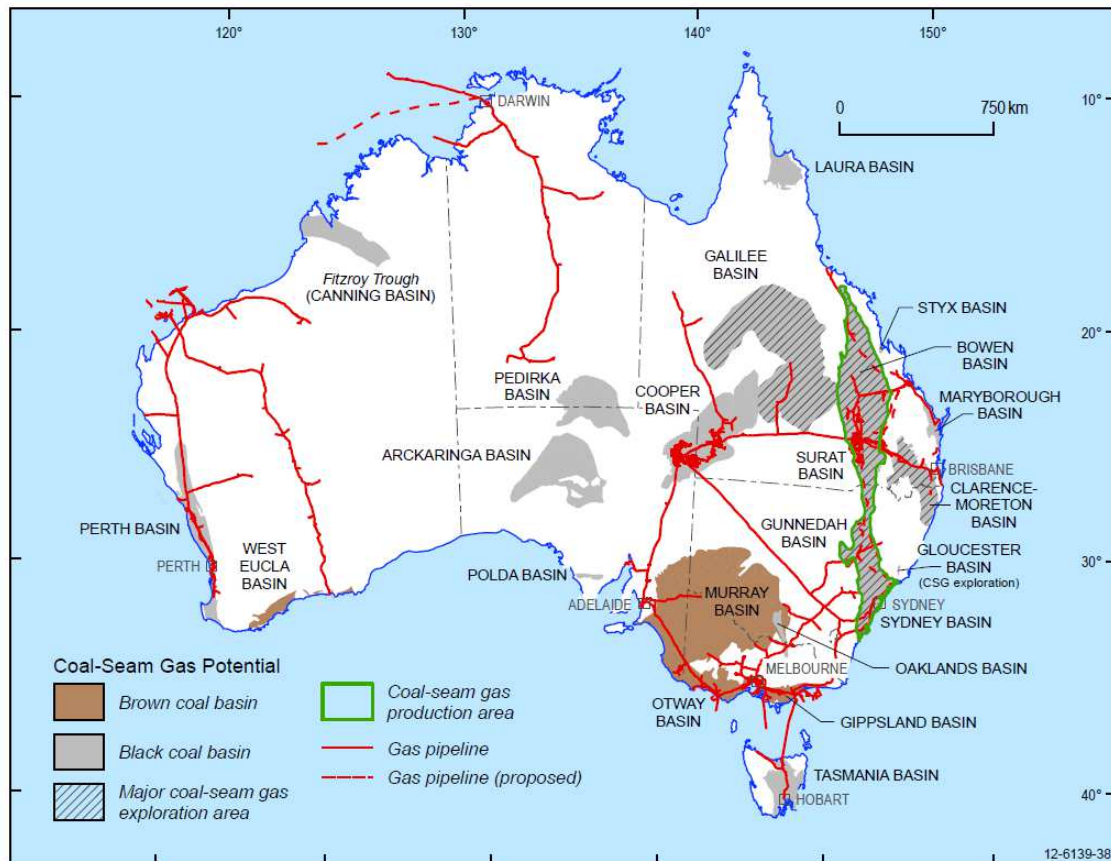 120°
130°
140°
150°
10°
20°
30°
40°
0
750 km
DARWIN
LAURA BASIN
GALILEE
BASIN
Fitzroy Trough
(CANNING BASIN)
STYX BASIN
BOWEN
BASIN
PEDIRKA
BASIN
COOPER
BASIN
MARYBOROUGH
BASIN
ARCKARINGA BASIN
SURAT
BASIN
BRISBANE
CLARENCE-
MORETON
BASIN
PERTH BASIN
WEST
EUCLA
BASIN
PERTH
GUNNEDAH
BASIN
GLOUCESTER
BASIN
(CSG exploration)
POLDA BASIN
ADELAIDE
MURRAY
BASIN
SYDNEY
SYDNEY BASIN
OAKLANDS BASIN
MELBOURNE
OTWAY
BASIN
GIPPSLAND BASIN
TASMANIA BASIN
HOBART
Coal-Seam Gas Potential
Brown coal basin
Black coal basin
Major coal-seam gas
exploration area
Coal-seam gas
production area
Gas pipeline
Gas pipeline (proposed)
12-6139-38